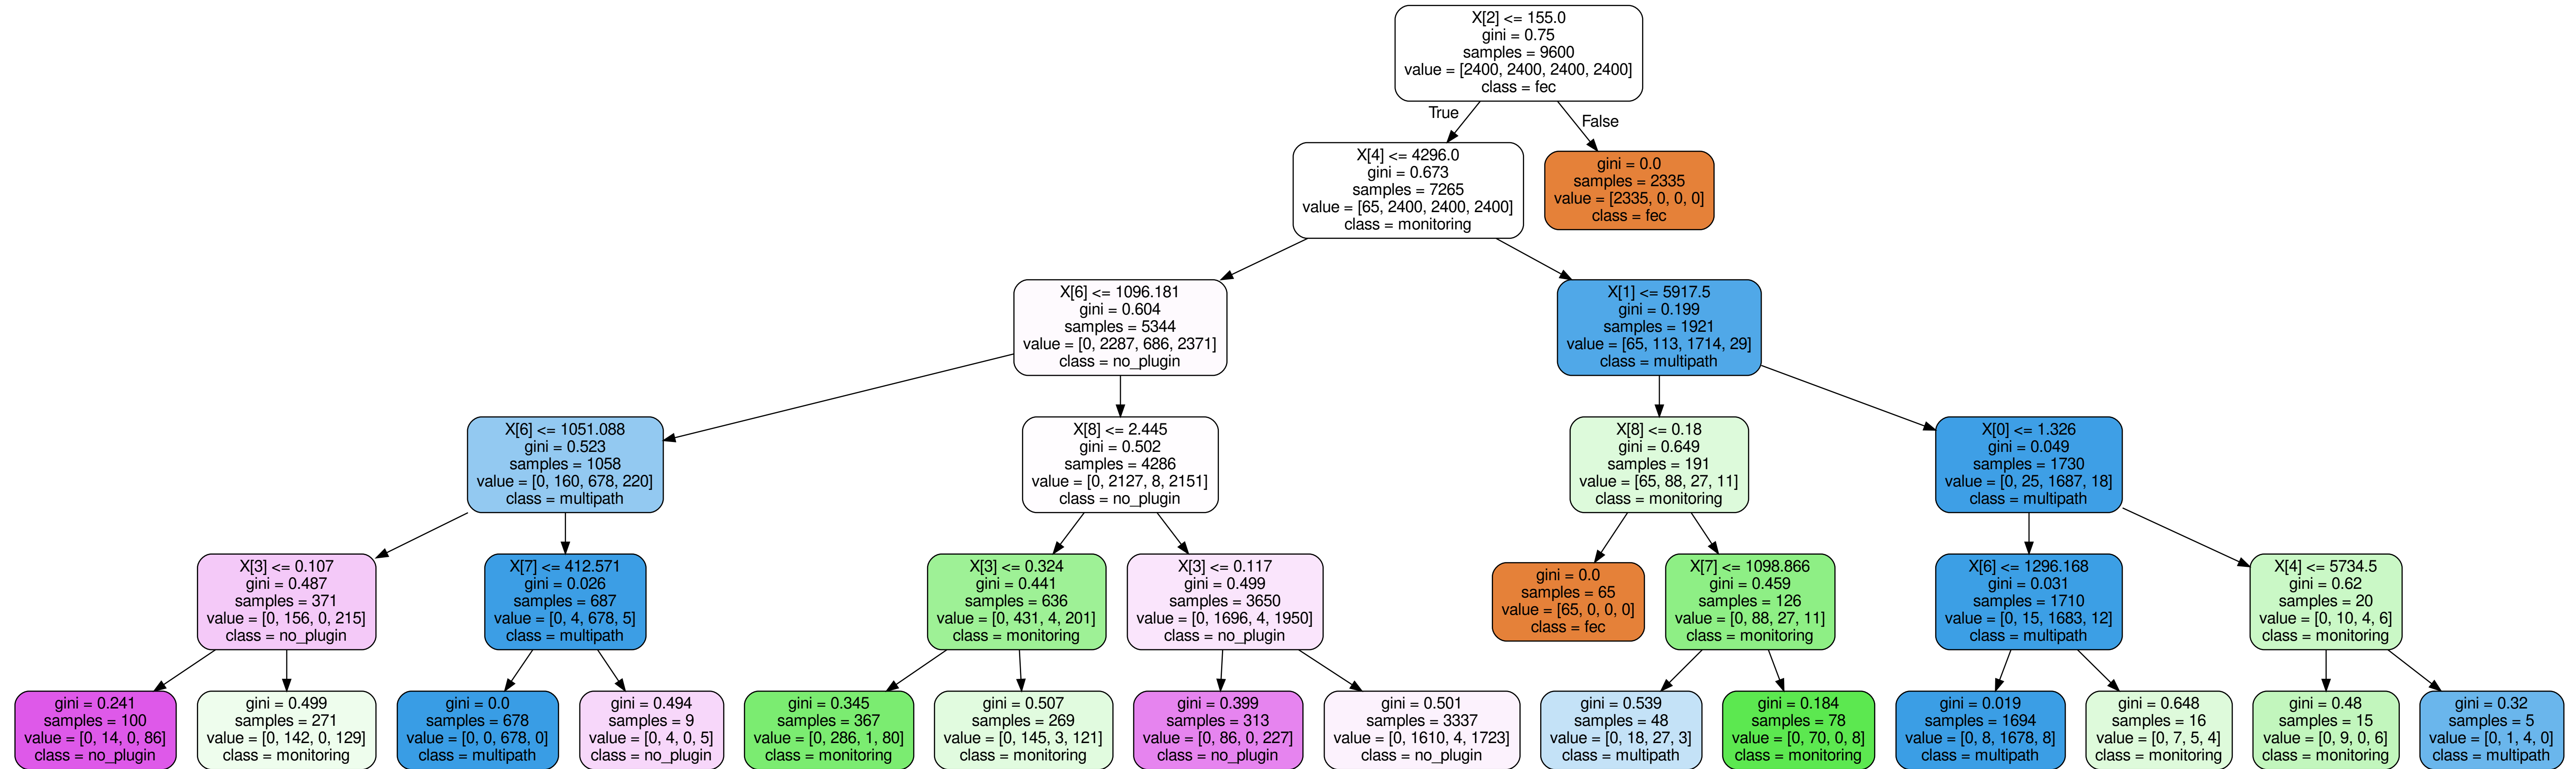 X[2] <= 155.0
gini = 0.75
samples = 9600
value = [2400, 2400, 2400, 2400]
class = fec
True
False
X[4] <= 4296.0
gini = 0.673
samples = 7265
value = [65, 2400, 2400, 2400]
class = monitoring
gini = 0.0
samples = 2335
value = [2335, 0, 0, 0]
class = fec
X[6] <= 1096.181
gini = 0.604
samples = 5344
value = [0, 2287, 686, 2371]
class = no_plugin
X[1] <= 5917.5
gini = 0.199
samples = 1921
value = [65, 113, 1714, 29]
class = multipath
X[6] <= 1051.088
gini = 0.523
samples = 1058
value = [0, 160, 678, 220]
class = multipath
X[8] <= 2.445
gini = 0.502
samples = 4286
value = [0, 2127, 8, 2151]
class = no_plugin
X[8] <= 0.18
gini = 0.649
samples = 191
value = [65, 88, 27, 11]
class = monitoring
X[0] <= 1.326
gini = 0.049
samples = 1730
value = [0, 25, 1687, 18]
class = multipath
X[3] <= 0.107
gini = 0.487
samples = 371
value = [0, 156, 0, 215]
class = no_plugin
X[7] <= 412.571
gini = 0.026
samples = 687
value = [0, 4, 678, 5]
class = multipath
X[3] <= 0.324
gini = 0.441
samples = 636
value = [0, 431, 4, 201]
class = monitoring
X[3] <= 0.117
gini = 0.499
samples = 3650
value = [0, 1696, 4, 1950]
class = no_plugin
gini = 0.0
samples = 65
value = [65, 0, 0, 0]
class = fec
X[7] <= 1098.866
gini = 0.459
samples = 126
value = [0, 88, 27, 11]
class = monitoring
X[6] <= 1296.168
gini = 0.031
samples = 1710
value = [0, 15, 1683, 12]
class = multipath
X[4] <= 5734.5
gini = 0.62
samples = 20
value = [0, 10, 4, 6]
class = monitoring
gini = 0.241
samples = 100
value = [0, 14, 0, 86]
class = no_plugin
gini = 0.499
samples = 271
value = [0, 142, 0, 129]
class = monitoring
gini = 0.0
samples = 678
value = [0, 0, 678, 0]
class = multipath
gini = 0.494
samples = 9
value = [0, 4, 0, 5]
class = no_plugin
gini = 0.345
samples = 367
value = [0, 286, 1, 80]
class = monitoring
gini = 0.507
samples = 269
value = [0, 145, 3, 121]
class = monitoring
gini = 0.399
samples = 313
value = [0, 86, 0, 227]
class = no_plugin
gini = 0.501
samples = 3337
value = [0, 1610, 4, 1723]
class = no_plugin
gini = 0.539
samples = 48
value = [0, 18, 27, 3]
class = multipath
gini = 0.184
samples = 78
value = [0, 70, 0, 8]
class = monitoring
gini = 0.019
samples = 1694
value = [0, 8, 1678, 8]
class = multipath
gini = 0.648
samples = 16
value = [0, 7, 5, 4]
class = monitoring
gini = 0.48
samples = 15
value = [0, 9, 0, 6]
class = monitoring
gini = 0.32
samples = 5
value = [0, 1, 4, 0]
class = multipath